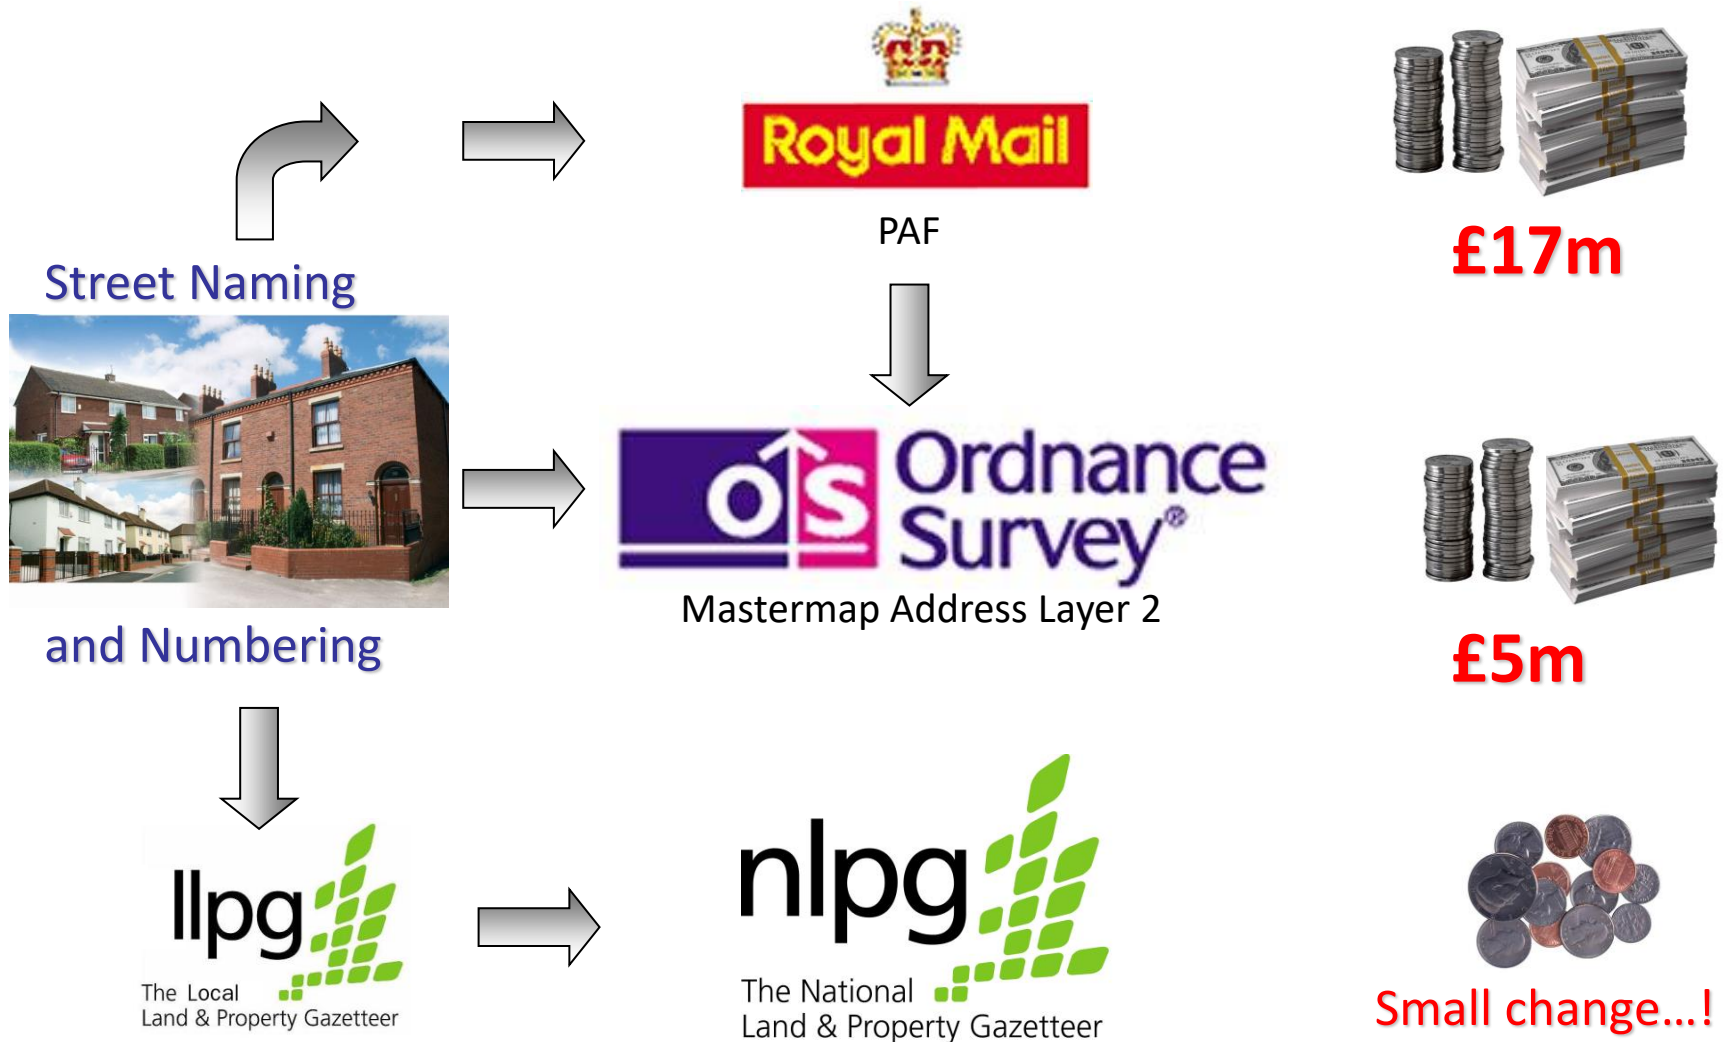 Royal Mail
PAF
£17m
Street Naming
os Ordnance
Survey®
Mastermap Address Layer 2
and Numbering
£5m
llpg
The Local
Land & Property Gazetteer
nlpg
The National
Land & Property Gazetteer
Small change...!